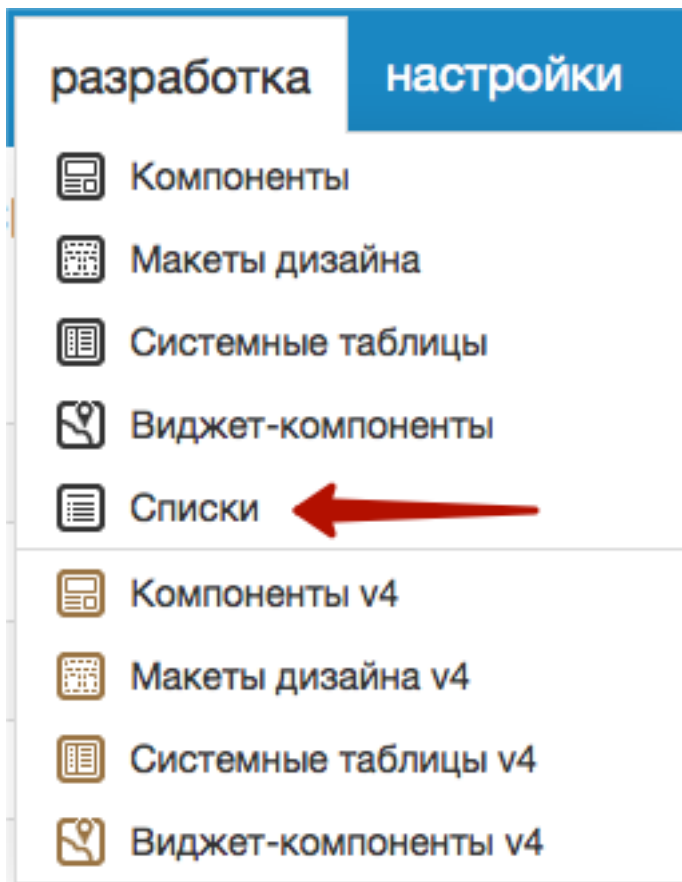 разработка настройки
Компоненты
Макеты дизайна
Системные таблицы
Виджет-компоненты
Списки
Компоненты v4
Макеты дизайна v4
Системные таблицы v4
Виджет-компоненты v4